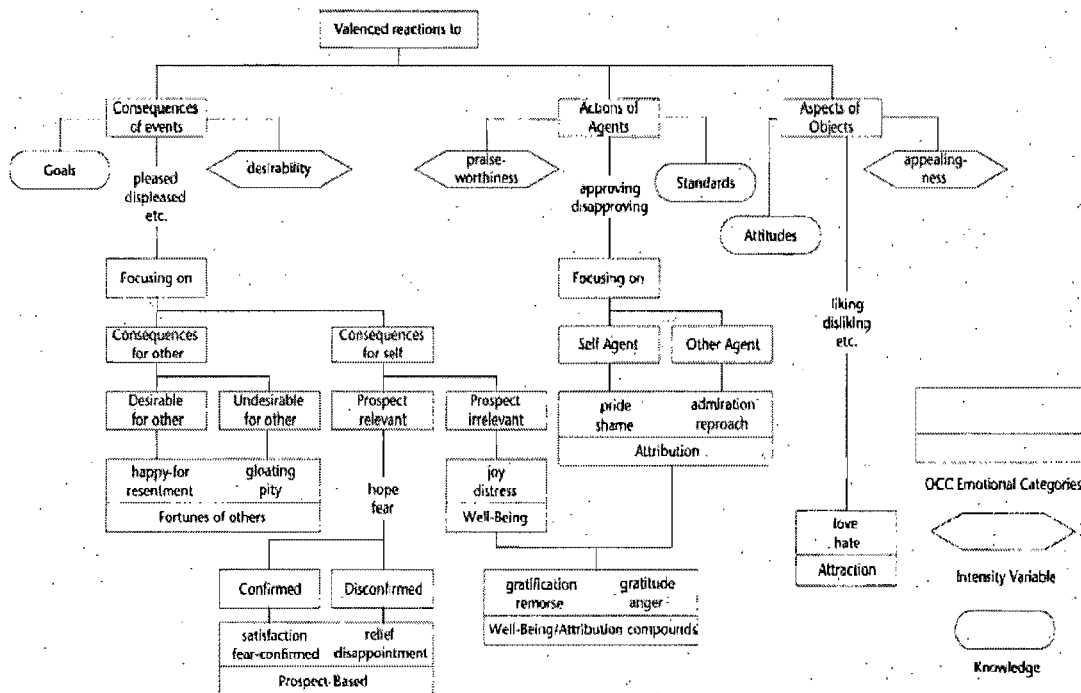 Valenced reactions to
Consequences
of events
Actions of
Agents
Aspects of
Objects
Goals
desirability
praise-
worthiness
Standards
appealing-
ness
Attitudes
pleased
displeased
etc.
approving
disapproving
liking
disliking
etc.
Focusing on
Focusing on
Consequences
for other
Consequences
for self
Self Agent
Other Agent
Desirable
for other
Undesirable
for other
Prospect
relevant
Prospect
irrelevant
pride
shame
admiration
reproach
Attribution
happy-for
resentment
gloating
pity
Fortunes of others
hope
fear
joy
distress
Well-Being
love
hate
Attraction
OCC Emotional Categories
Intensity Variable
Knowledge
Confirmed
Disconfirmed
gratification
remorse
gratitude
anger
Well-Being/Attribution compounds
satisfaction
fear-confirmed
relief
disappointment
Prospect-Based